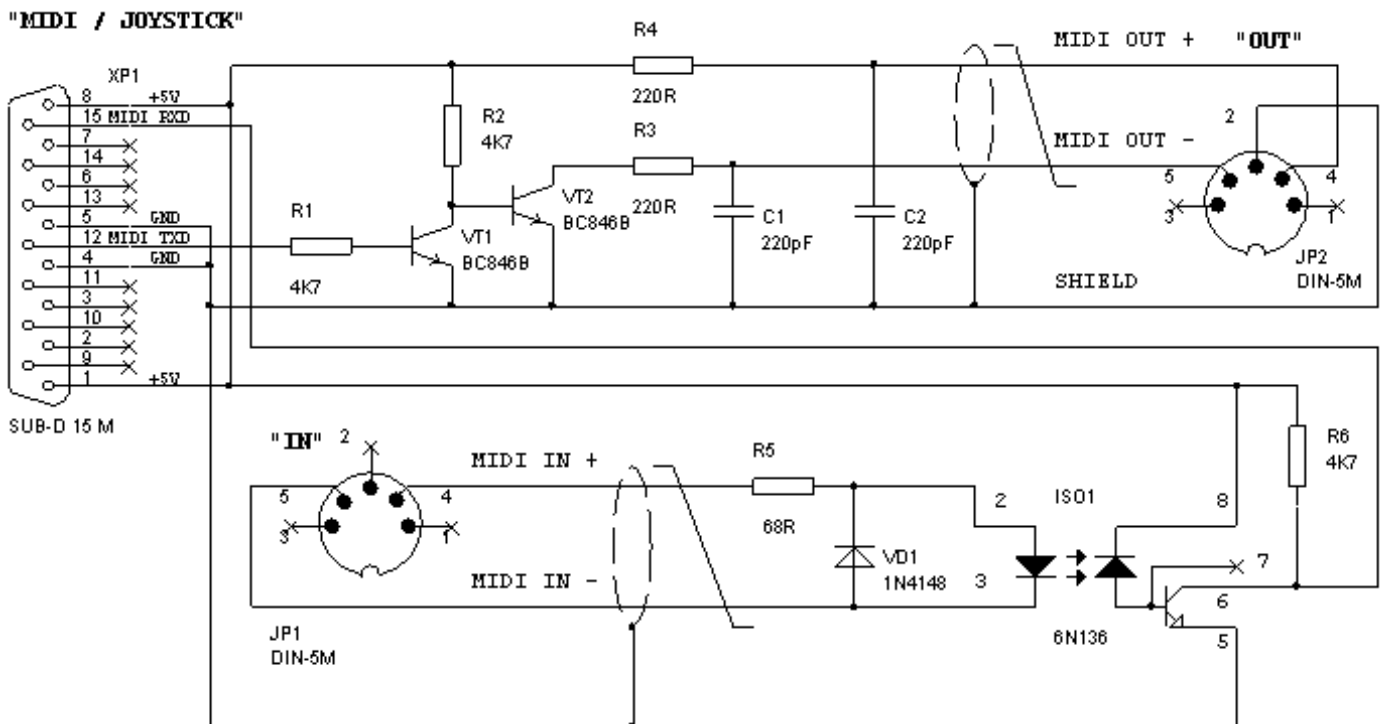 "MIDI / JOYSTICK"
XP1
8 +5V
15 MIDI RXD
7
14
6
13
5 GND
12 MIDI TXD
4 GND
11
3
10
2
9
1 +5V
SUB-D 15 M
R1
4K7
R2
4K7
VT1
BC846B
VT2
BC846B
R4
220R
R3
220R
C1
220pF
C2
220pF
MIDI OUT + "OUT"
MIDI OUT -
SHIELD
2
5
4
3
1
JP2
DIN-5M
"IN" 2
5
4
3
1
JP1
DIN-5M
MIDI IN +
MIDI IN -
R5
68R
VD1
1N4148
2
3
ISO1
6N136
8
7
6
5
R6
4K7